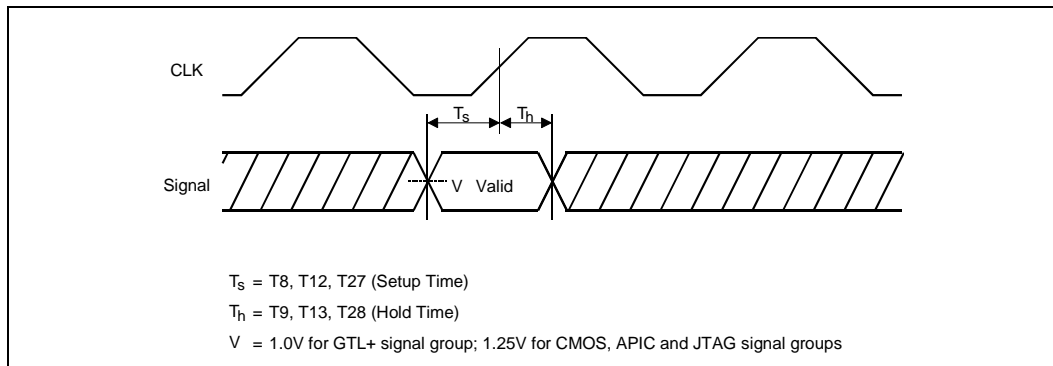 CLK
Ts Th
Signal
V Valid
Ts = T8, T12, T27 (Setup Time)
Th = T9, T13, T28 (Hold Time)
V = 1.0V for GTL+ signal group; 1.25V for CMOS, APIC and JTAG signal groups